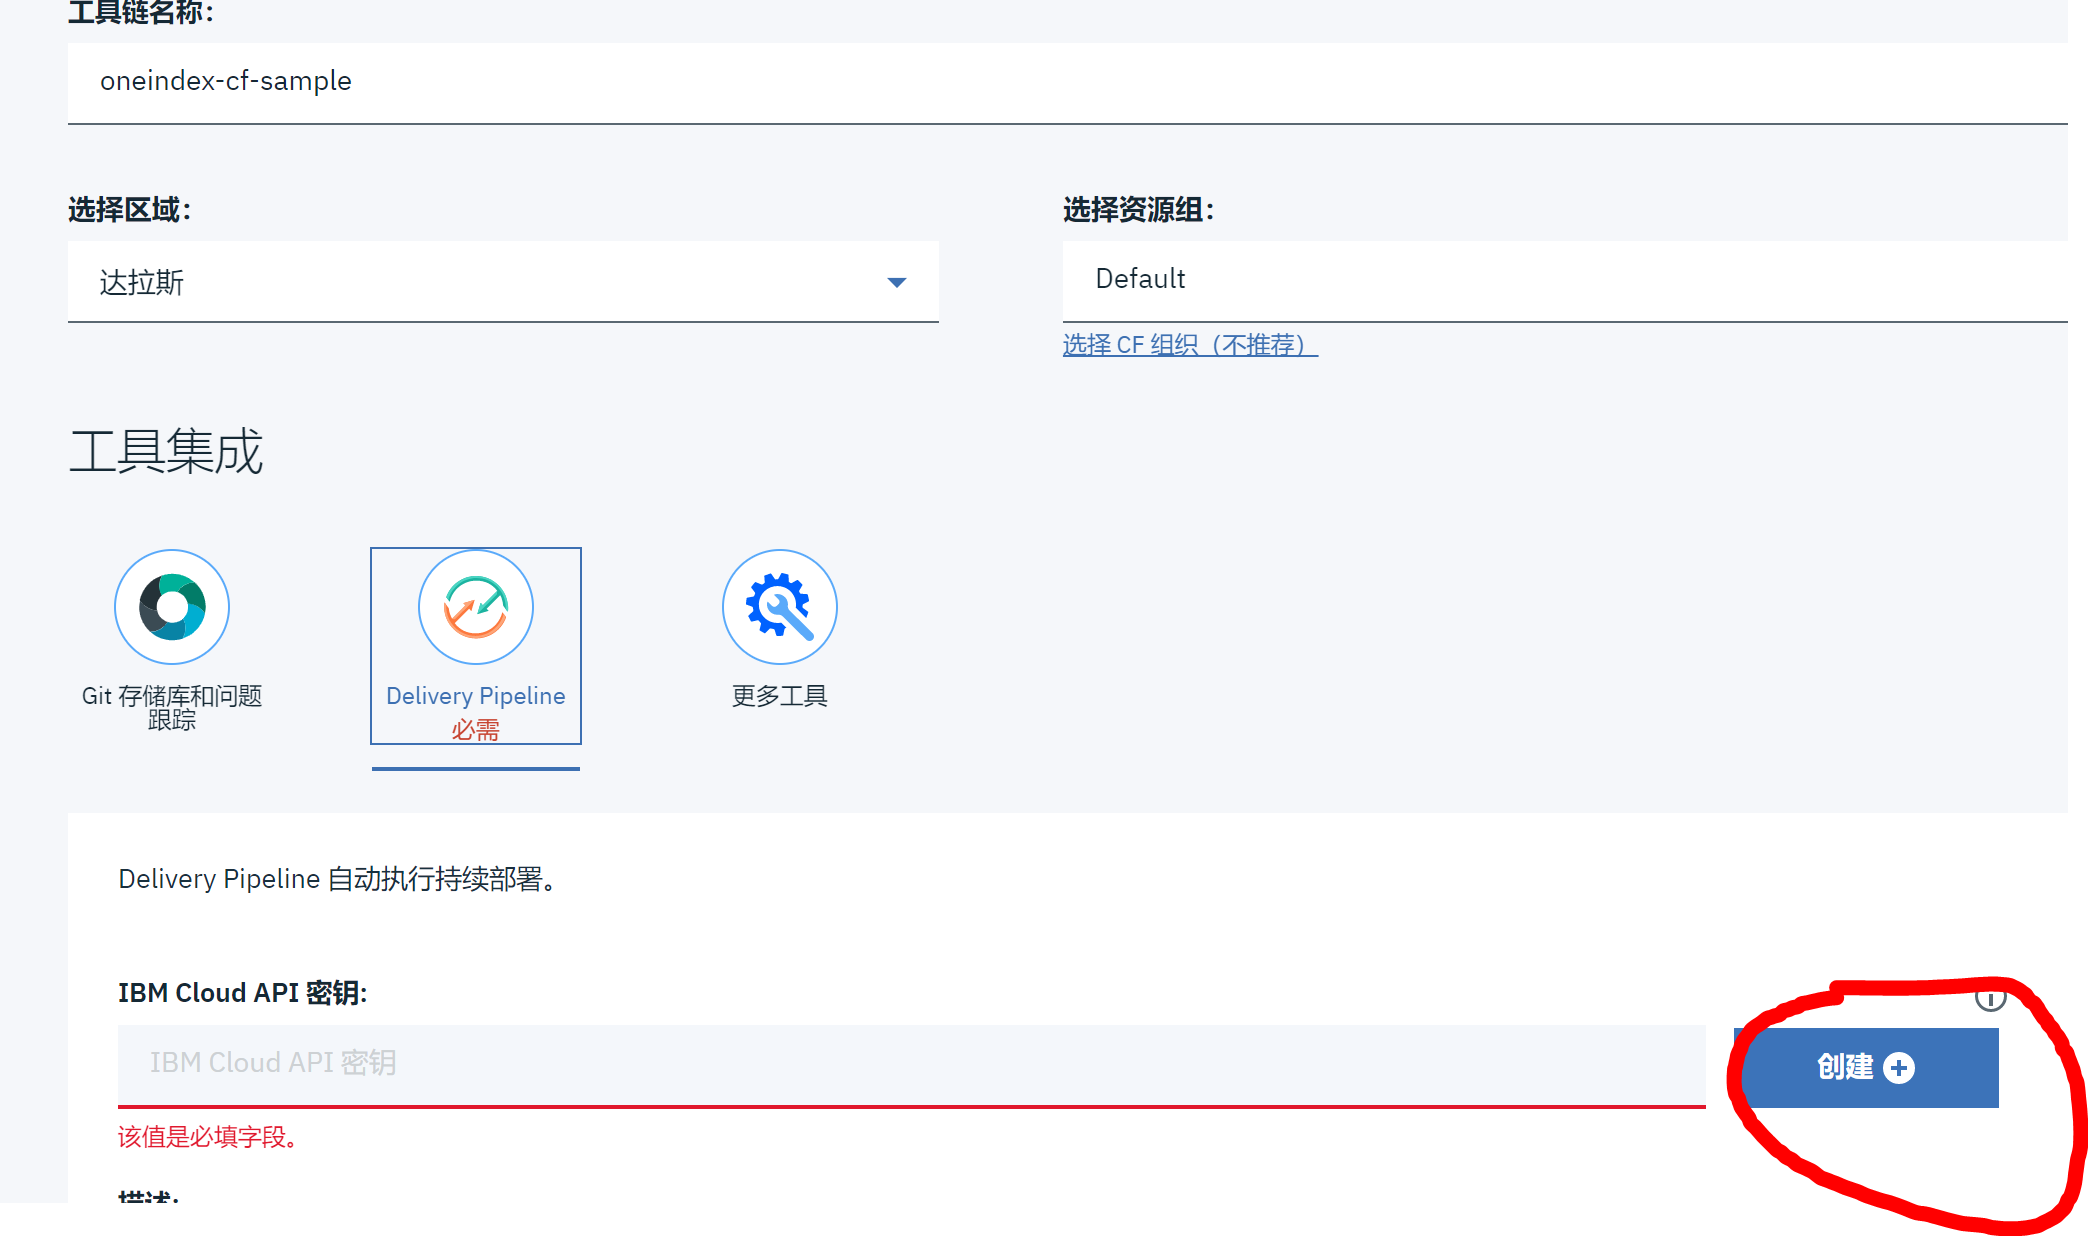 工具链名称:
oneindex-cf-sample
选择区域:
选择资源组:
达拉斯
Default
选择 CF 组织（不推荐）
工具集成
Git 存储库和问题
跟踪
Delivery Pipeline
必需
更多工具
Delivery Pipeline 自动执行持续部署。
IBM Cloud API 密钥:
IBM Cloud API 密钥
创建
该值是必填字段。
描述: